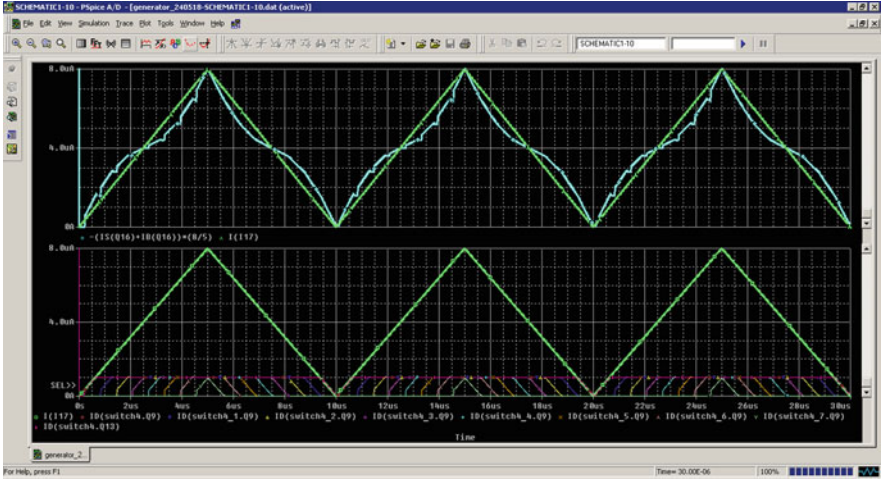 SCHEMATIC1-10 - PSpice A/D - [generator_240518-SCHEMATIC1-10.dat (active)]
File Edit View Simulation Trace Plot Tools Window Help
SCHEMATIC1-10
8.0uA
4.0uA
0A
-(IS(Q16)+IB(Q16))*(8/5) I(I17)
8.0uA
4.0uA
SEL>>
0A
0s 2us 4us 6us 8us 10us 12us 14us 16us 18us 20us 22us 24us 26us 28us 30us
I(I17) ID(switch4.Q9) ID(switch4_1.Q9) ID(switch4_2.Q9) ID(switch4_3.Q9) ID(switch4_4.Q9) ID(switch4_5.Q9) ID(switch4_6.Q9) ID(switch4_7.Q9)
ID(switch4.Q13)
Time
generator_2...
For Help, press F1
Time= 30.00E-06
100%